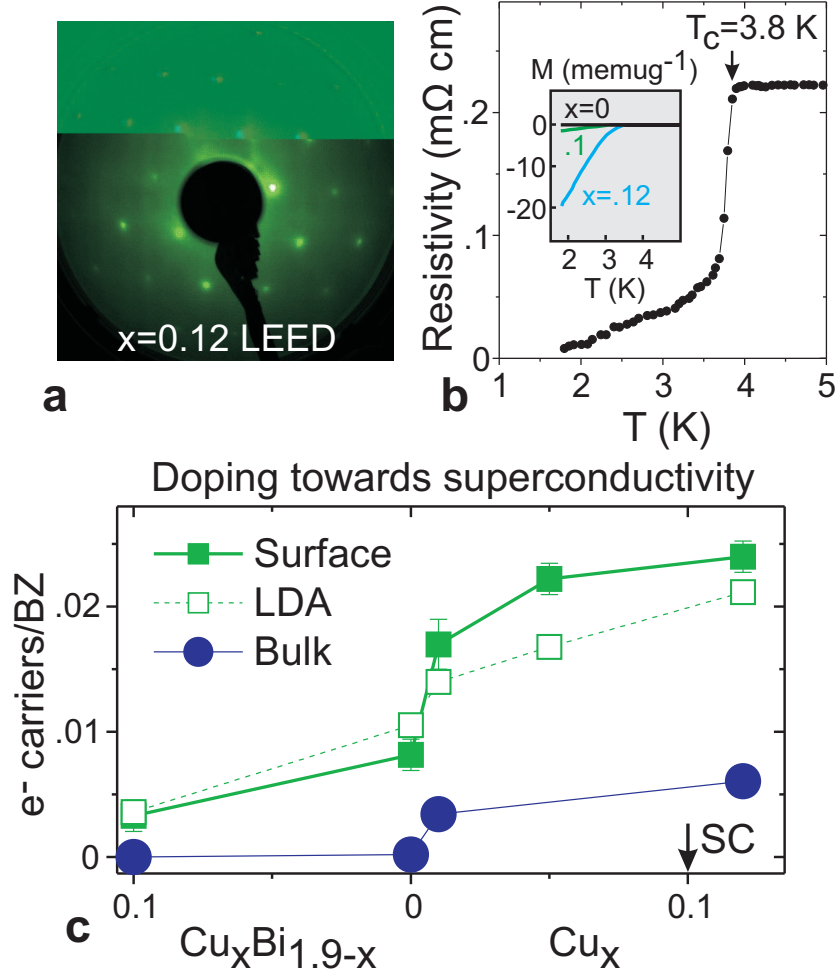 x=0.12 LEED
a
.2
.1
0
Resistivity (mΩ cm)
T_c=3.8 K
M (memug⁻¹)
x=0
.1
x=.12
0
-10
-20
2 3 4
T (K)
1 2 3 4 5
T (K)
b
Doping towards superconductivity
Surface
LDA
Bulk
.02
.01
0
e⁻ carriers/BZ
SC
0.1 0 0.1
Cu_xBi_1.9-x Cu_x
c